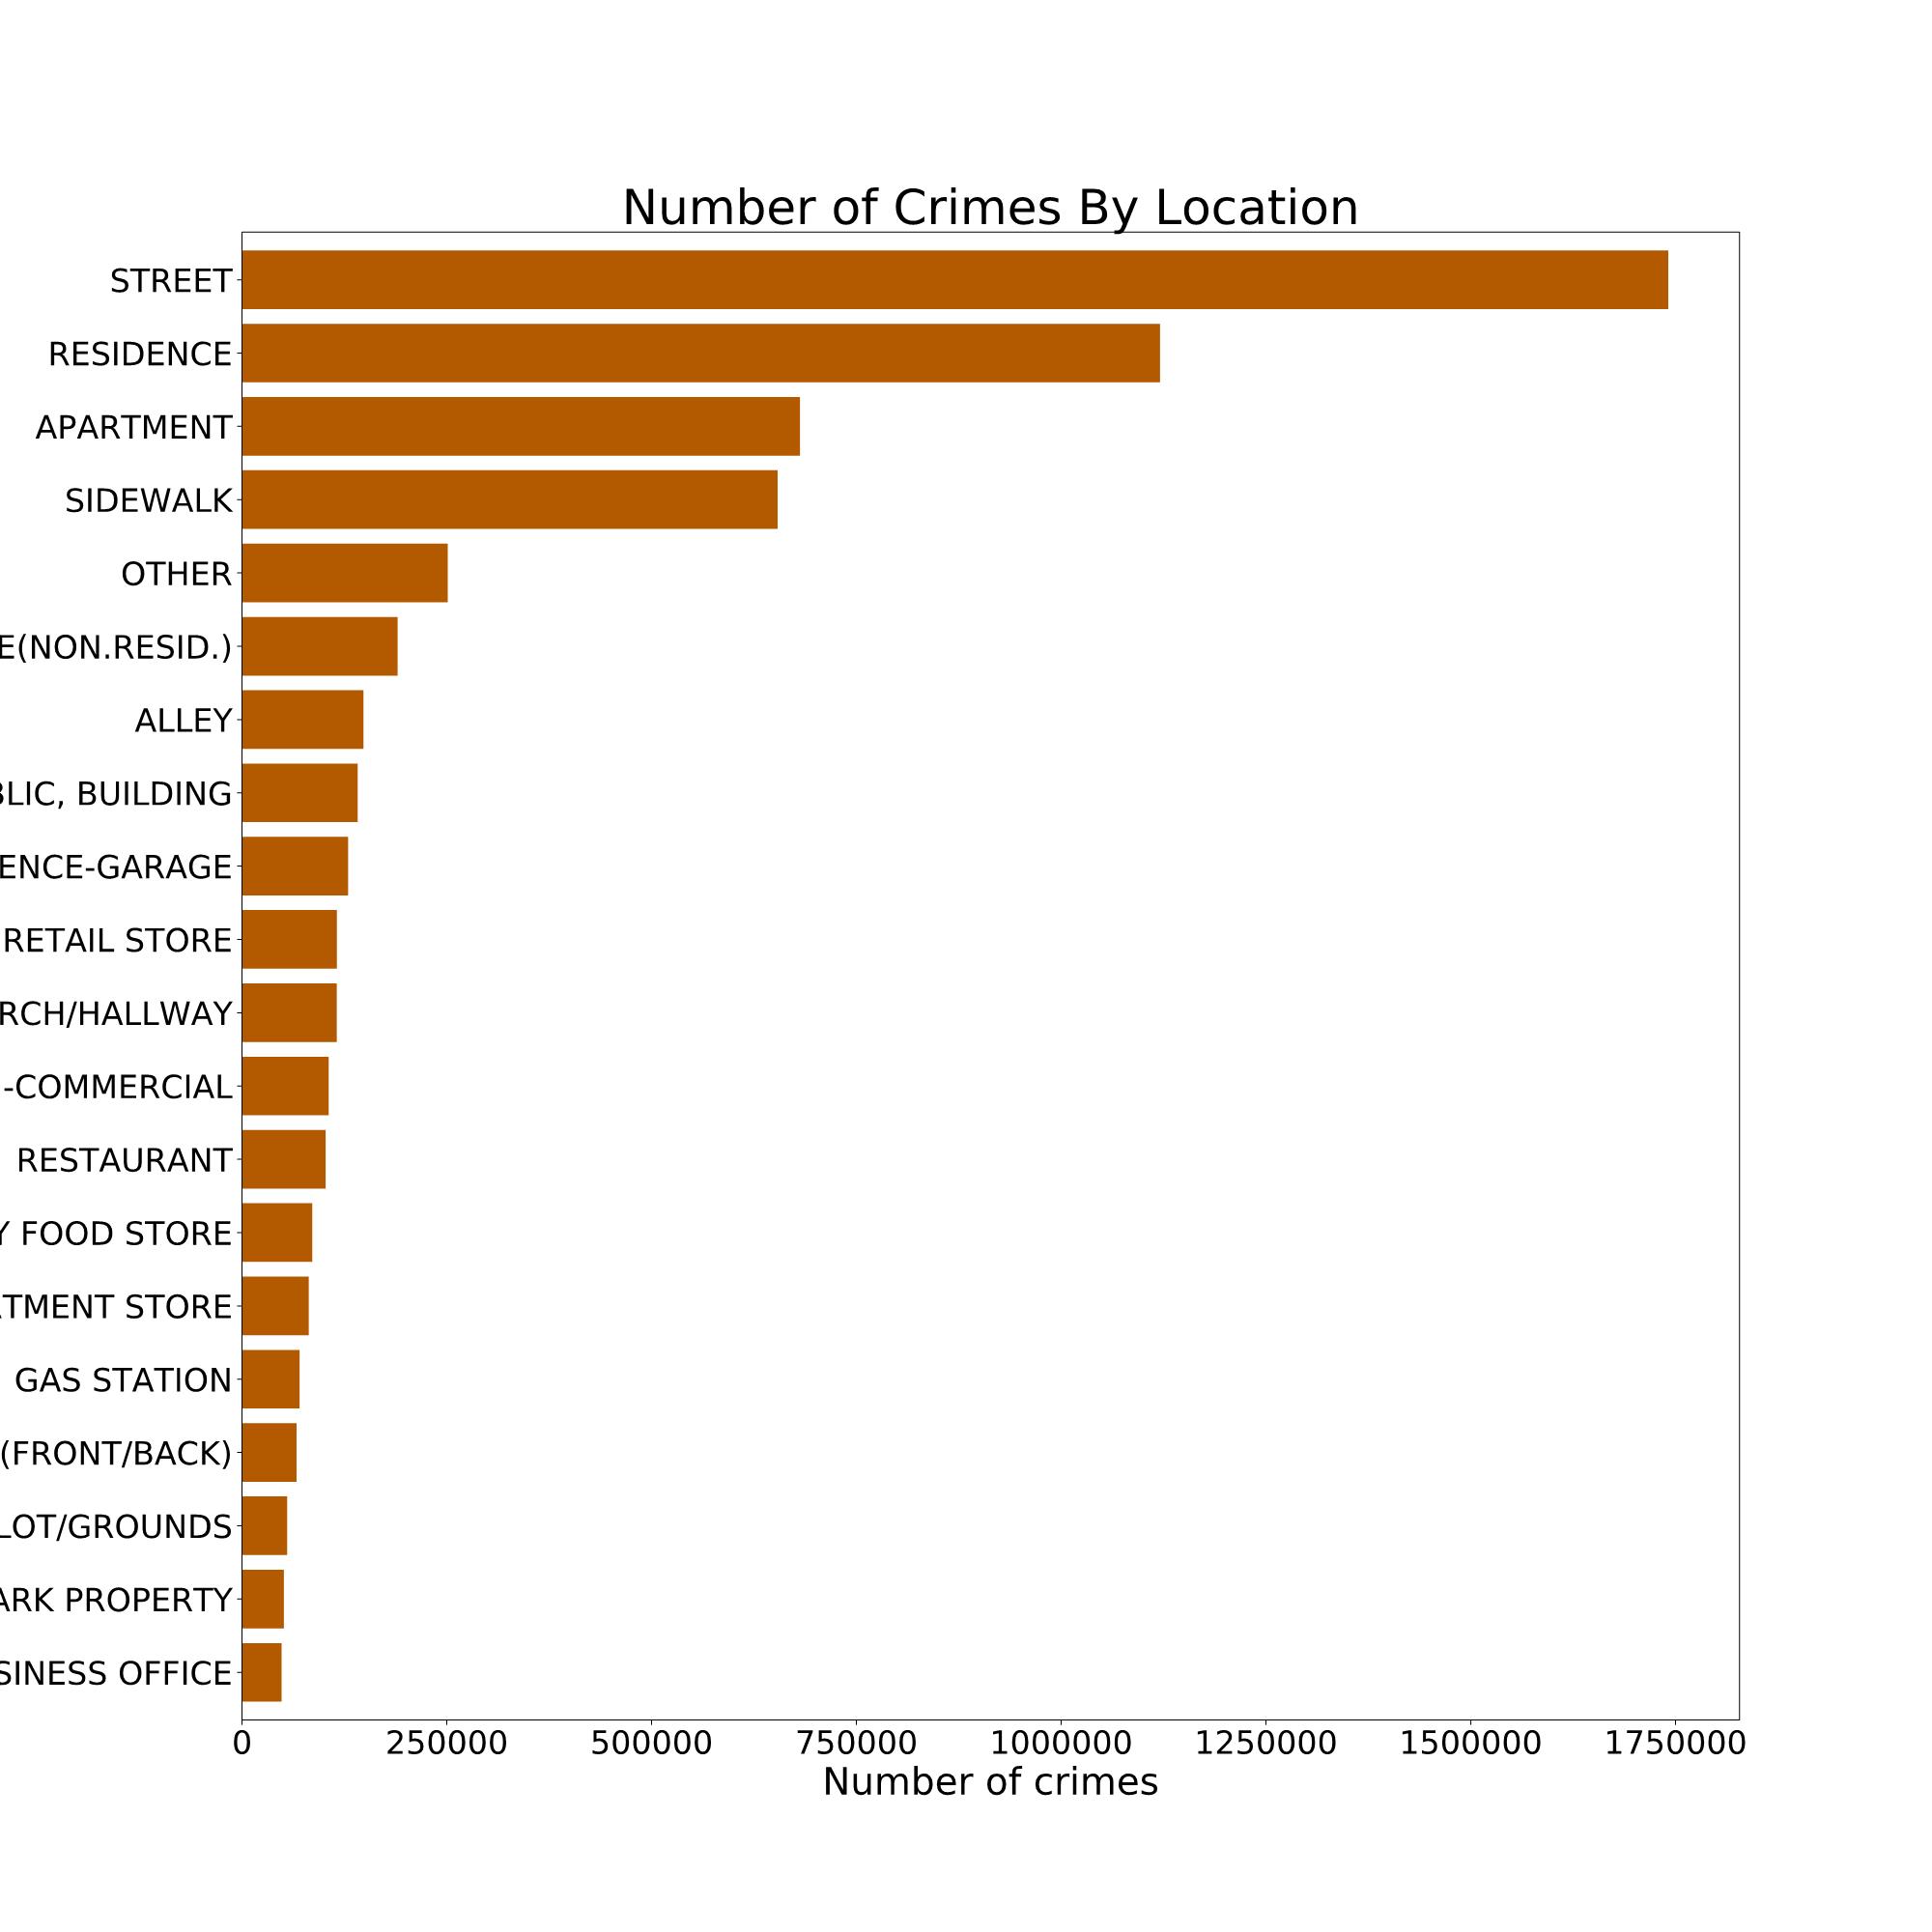 Number of Crimes By Location
STREET
RESIDENCE
APARTMENT
SIDEWALK
OTHER
E(NON.RESID.)
ALLEY
BLIC, BUILDING
ENCE-GARAGE
RETAIL STORE
RCH/HALLWAY
-COMMERCIAL
RESTAURANT
Y FOOD STORE
TMENT STORE
GAS STATION
(FRONT/BACK)
LOT/GROUNDS
ARK PROPERTY
SINESS OFFICE
0 250000 500000 750000 1000000 1250000 1500000 1750000
Number of crimes